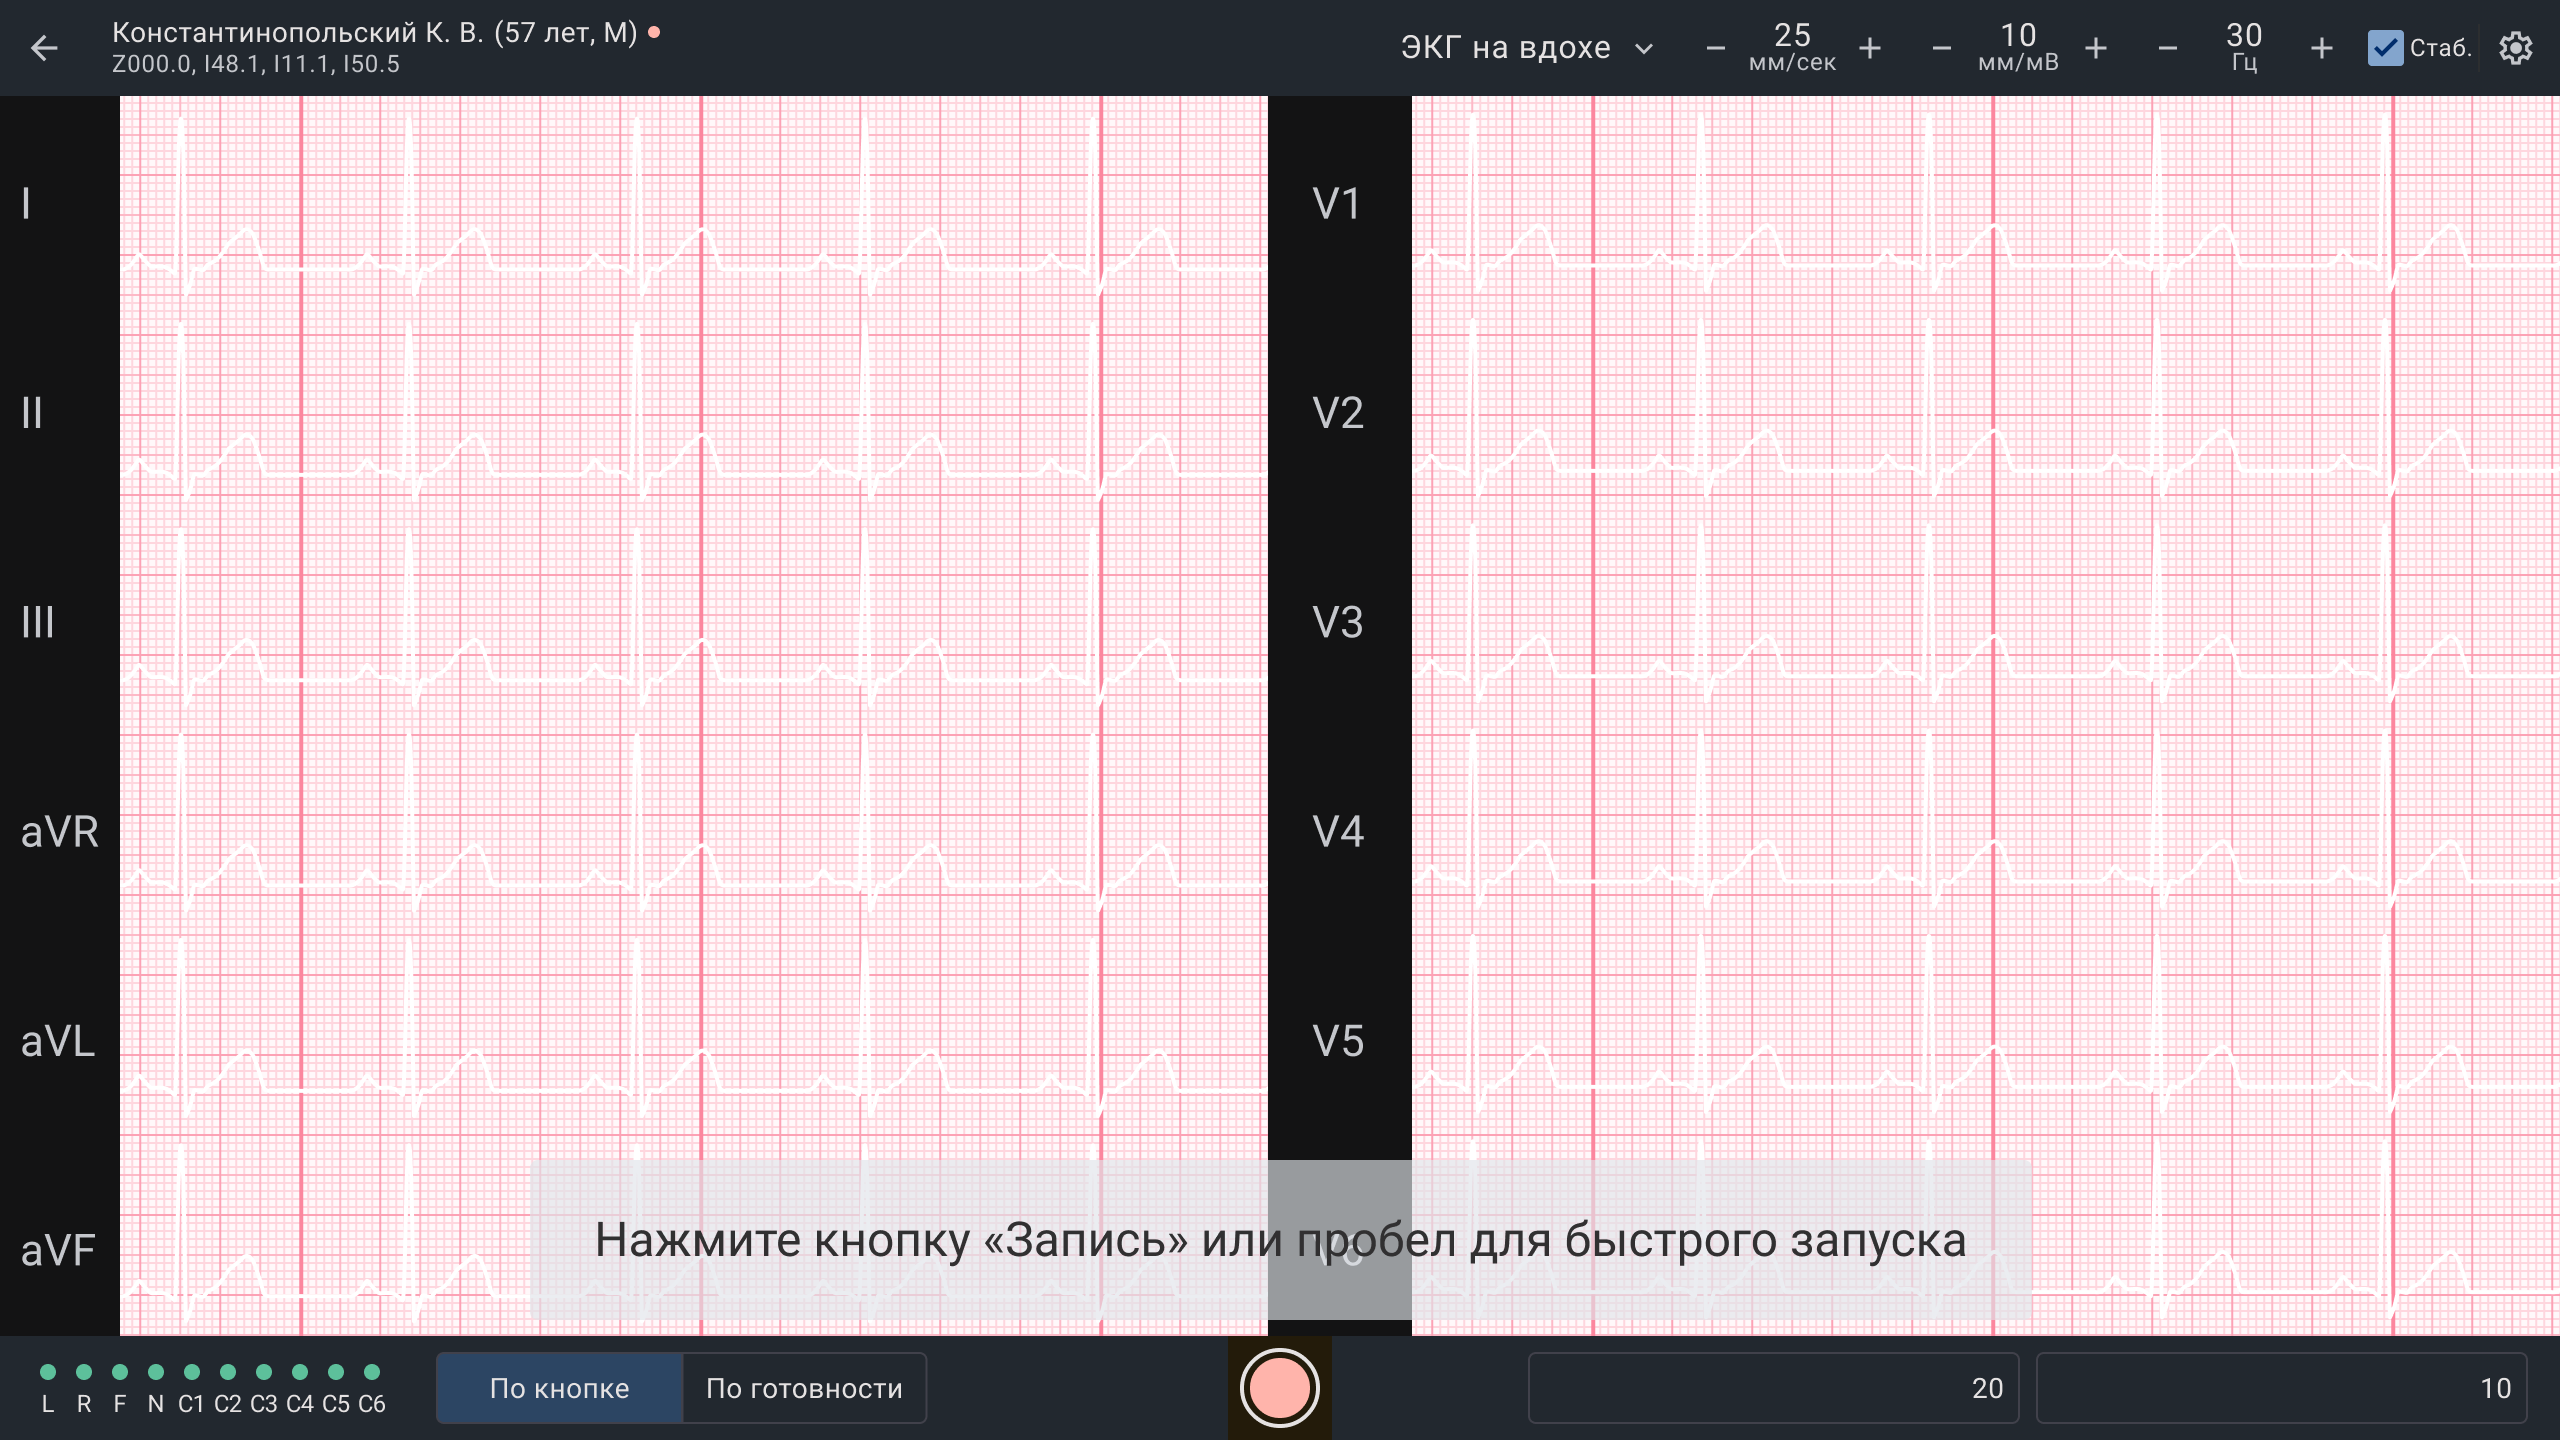 Константинопольский К. В. (57 лет, М)
Z000.0, I48.1, I11.1, I50.5
ЭКГ на вдохе
25
мм/сек
10
мм/мВ
30
Гц
Стаб.
I
II
III
aVR
aVL
aVF
V1
V2
V3
V4
V5
V6
Нажмите кнопку «Запись» или пробел для быстрого запуска
L R F N C1 C2 C3 C4 C5 C6
По кнопке
По готовности
20
10